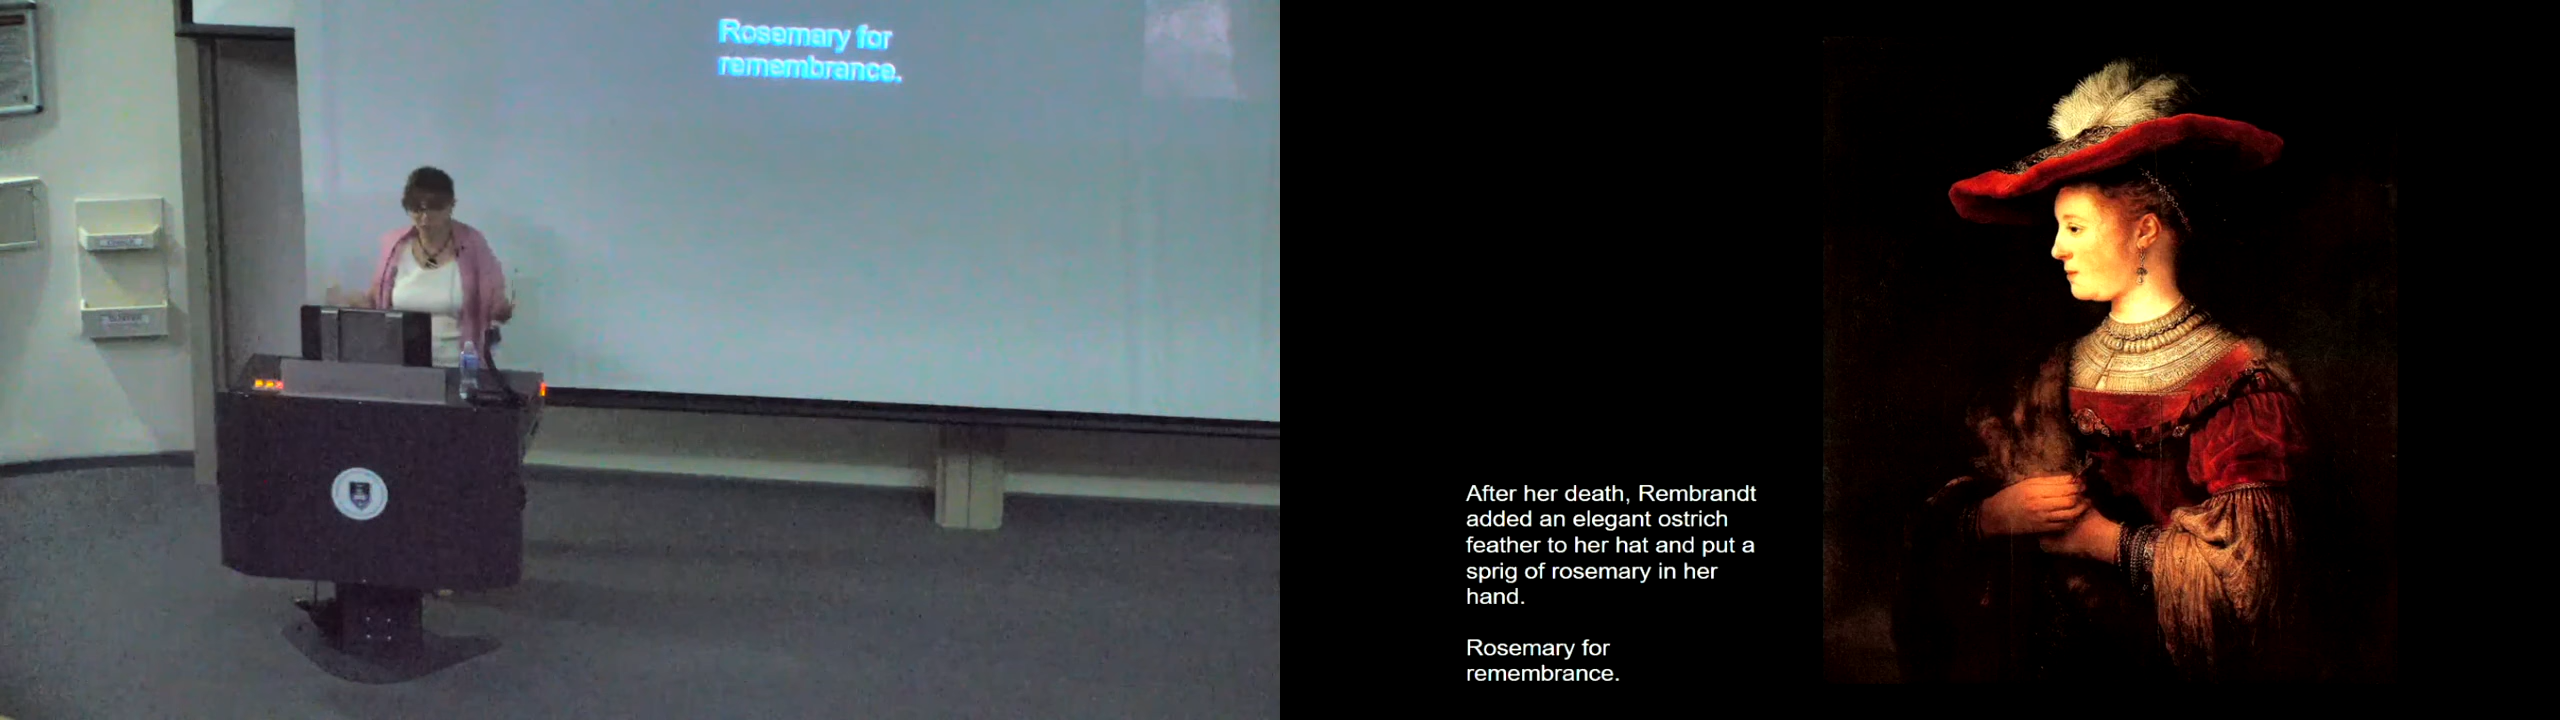 Rosemary for
remembrance.
After her death, Rembrandt
added an elegant ostrich
feather to her hat and put a
sprig of rosemary in her
hand.
Rosemary for
remembrance.